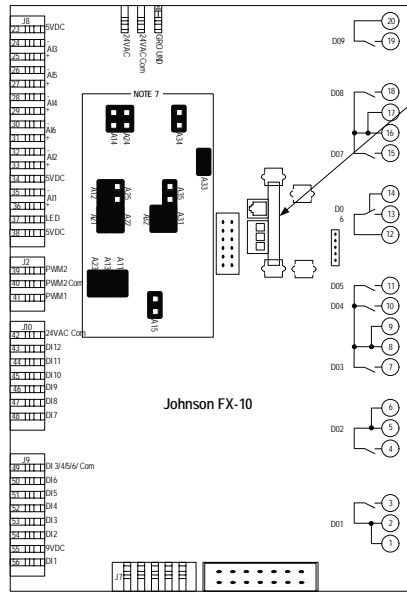 J8
23 5VDC
24 -
AI3
25 +
26 -
AI5
27 +
28 -
AI4
29 +
30 -
AI6
31 +
32 -
AI2
33 +
34 5VDC
35 -
AI1
36 +
37 LED
38 5VDC
J2
39 PWM2
40 PWM2 Com
41 PWM1
J10
42 24VAC Com
43 DI12
44 DI11
45 DI10
46 DI9
47 DI8
48 DI7
J9
49 DI 3/4/5/6/ Com
50 DI6
51 DI5
52 DI4
53 DI3
54 DI2
55 9VDC
56 DI1
24VAC
24VAC Com
GROUND
NOTE 7
A14
A24
A34
A33
A12
A25
A35
A21
A22
A02
A31
A23
A13
A11
A15
Johnson FX-10
J7
20
D09
19
D08
18
17
16
D07
15
14
D0
6
13
12
D05
11
D04
10
9
8
D03
7
6
D02
5
4
3
D01
2
1